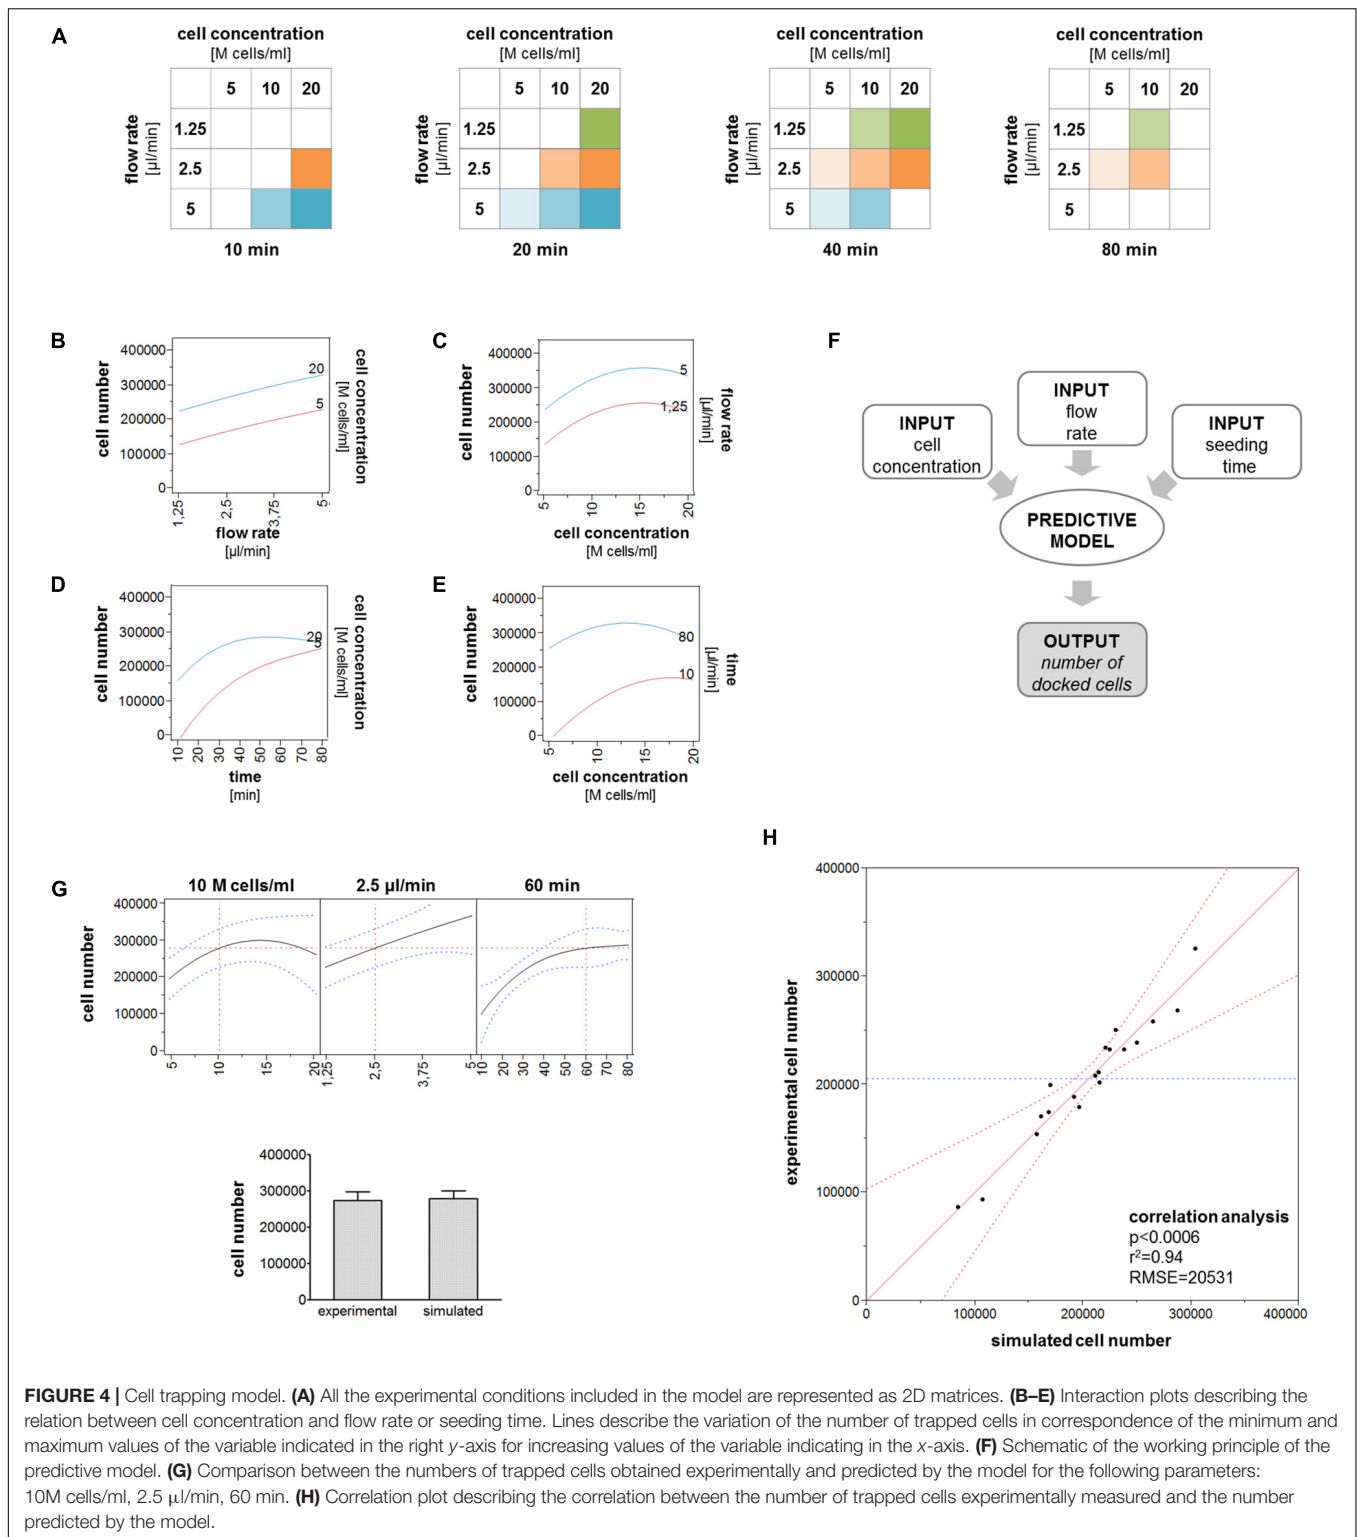 A
cell concentration
[M cells/ml]
5 10 20
flow rate
[µl/min]
1.25
2.5
5
10 min
cell concentration
[M cells/ml]
5 10 20
flow rate
[µl/min]
1.25
2.5
5
20 min
cell concentration
[M cells/ml]
5 10 20
flow rate
[µl/min]
1.25
2.5
5
40 min
cell concentration
[M cells/ml]
5 10 20
flow rate
[µl/min]
1.25
2.5
5
80 min
B
cell number
400000
300000
200000
100000
0
20
5
cell concentration
[M cells/ml]
1,25 2,5 3,75 5
flow rate
[µl/min]
C
cell number
400000
300000
200000
100000
0
5
1,25
flow rate
[µl/min]
5 10 15 20
cell concentration
[M cells/ml]
D
cell number
400000
300000
200000
100000
0
20
5
cell concentration
[M cells/ml]
10 20 30 40 50 60 70 80
time
[min]
E
cell number
400000
300000
200000
100000
0
80
10
time
[µl/min]
5 10 15 20
cell concentration
[M cells/ml]
F
INPUT
cell
concentration
INPUT
flow
rate
INPUT
seeding
time
PREDICTIVE
MODEL
OUTPUT
number of
docked cells
G
10 M cells/ml 2.5 µl/min 60 min
cell number
400000
300000
200000
100000
0
5 10 15 20
1,25 2,5 3,75 5
10 20 30 40 50 60 70 80
cell number
400000
300000
200000
100000
0
experimental simulated
H
experimental cell number
400000
300000
200000
100000
0
correlation analysis
p<0.0006
r²=0.94
RMSE=20531
0 100000 200000 300000 400000
simulated cell number
FIGURE 4 | Cell trapping model. (A) All the experimental conditions included in the model are represented as 2D matrices. (B–E) Interaction plots describing the
relation between cell concentration and flow rate or seeding time. Lines describe the variation of the number of trapped cells in correspondence of the minimum and
maximum values of the variable indicated in the right y-axis for increasing values of the variable indicating in the x-axis. (F) Schematic of the working principle of the
predictive model. (G) Comparison between the numbers of trapped cells obtained experimentally and predicted by the model for the following parameters:
10M cells/ml, 2.5 µl/min, 60 min. (H) Correlation plot describing the correlation between the number of trapped cells experimentally measured and the number
predicted by the model.